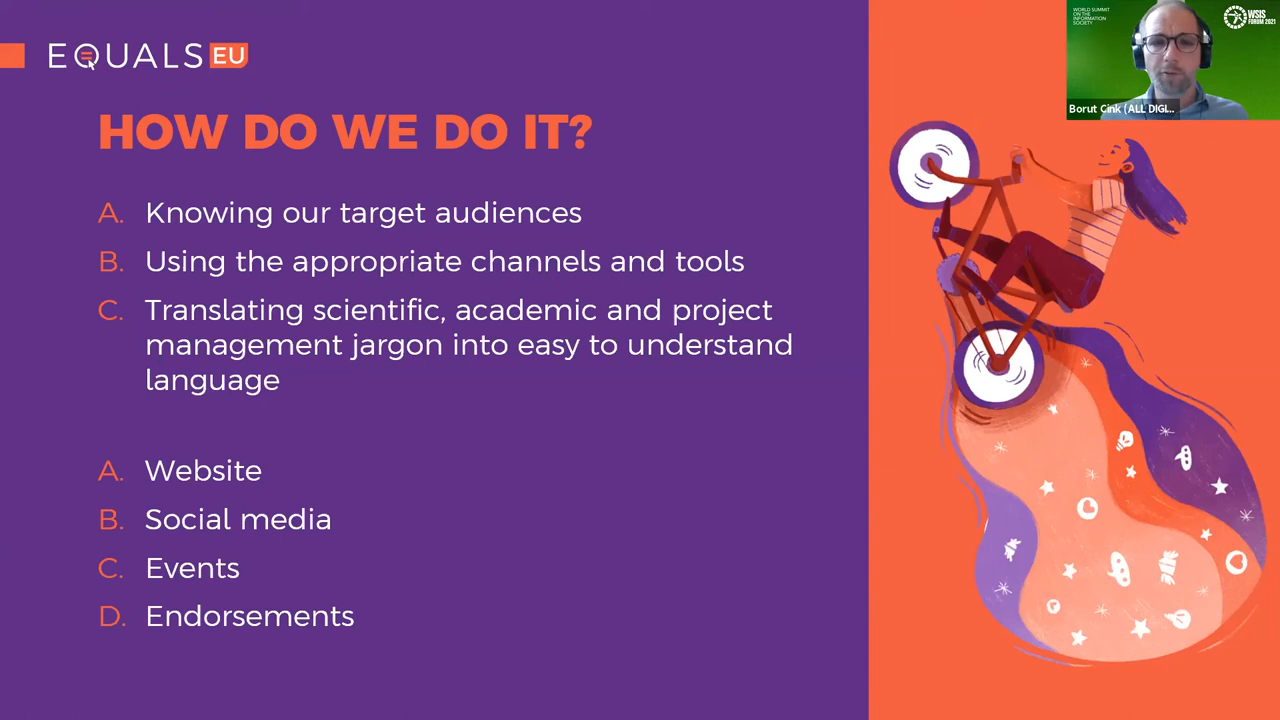 EQUALS EU
HOW DO WE DO IT?
A. Knowing our target audiences
B. Using the appropriate channels and tools
C. Translating scientific, academic and project
management jargon into easy to understand
language
A. Website
B. Social media
C. Events
D. Endorsements
WORLD SUMMIT
ON THE
INFORMATION
SOCIETY
WSIS
FORUM 2021
Borut Cink (ALL DIGI...